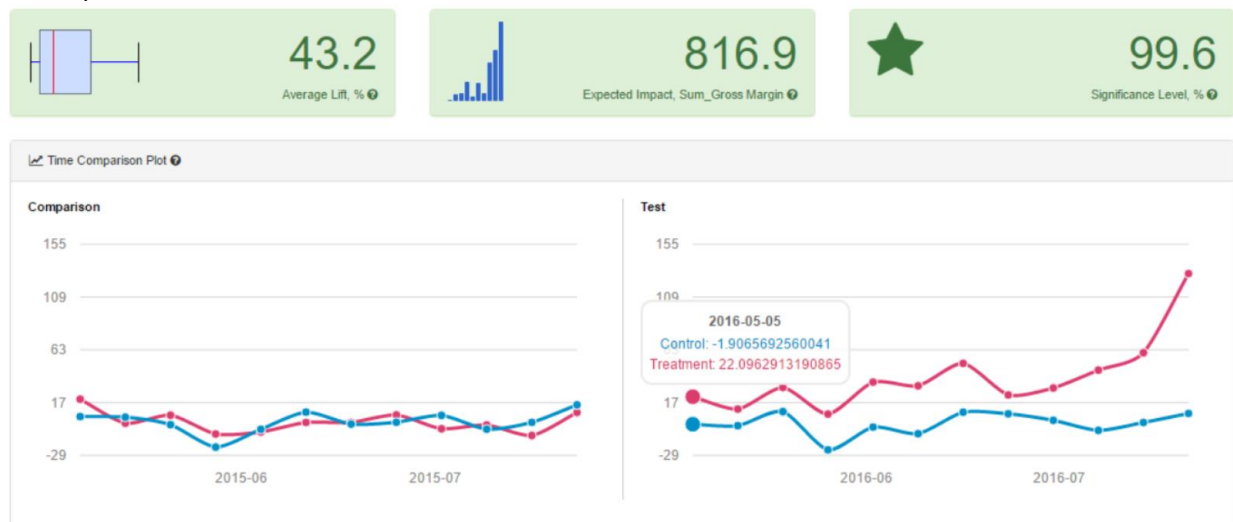 43.2
Average Lift, %
816.9
Expected Impact, Sum_Gross Margin
99.6
Significance Level, %
Time Comparison Plot
Comparison
155
109
63
17
-29
2015-06
2015-07
Test
155
109
2016-05-05
Control: -1.9065692560041
Treatment: 22.0962913190865
17
-29
2016-06
2016-07